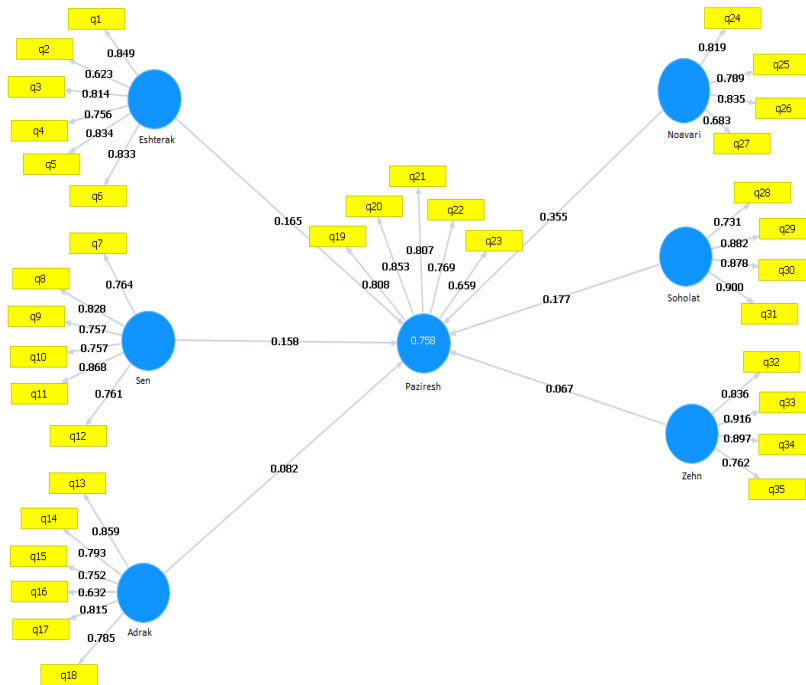 q1
q2
q3
q4
q5
q6
0.849
0.623
0.814
0.756
0.834
0.833
Eshterak
q7
q8
q9
q10
q11
q12
0.764
0.828
0.757
0.757
0.868
0.761
Sen
q13
q14
q15
q16
q17
q18
0.859
0.793
0.752
0.632
0.815
0.785
Adrak
0.165
0.158
0.082
q19
q20
q21
q22
q23
0.808
0.853
0.807
0.769
0.659
0.758
Paziresh
0.355
0.177
0.067
q24
q25
q26
q27
0.819
0.789
0.835
0.683
Noavari
q28
q29
q30
q31
0.731
0.882
0.878
0.900
Soholat
q32
q33
q34
q35
0.836
0.916
0.897
0.762
Zehn